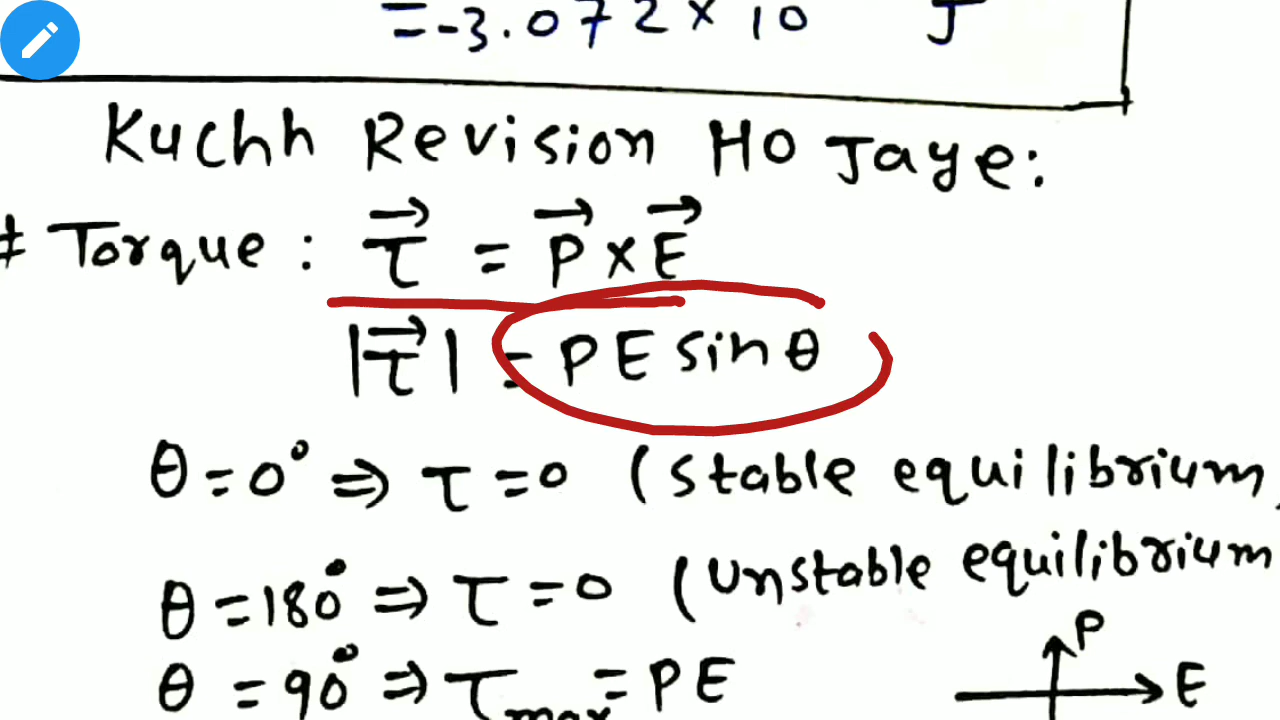 =-3.072×10 J
Kuchh Revision Ho Jaye:
# Torque : τ⃗ = P⃗ × E⃗
|τ⃗| = PE sinθ
θ = 0° ⇒ τ = 0 (stable equilibrium,
θ = 180° ⇒ τ = 0 (Unstable equilibrium
P
θ = 90° ⇒ τmax = PE
E